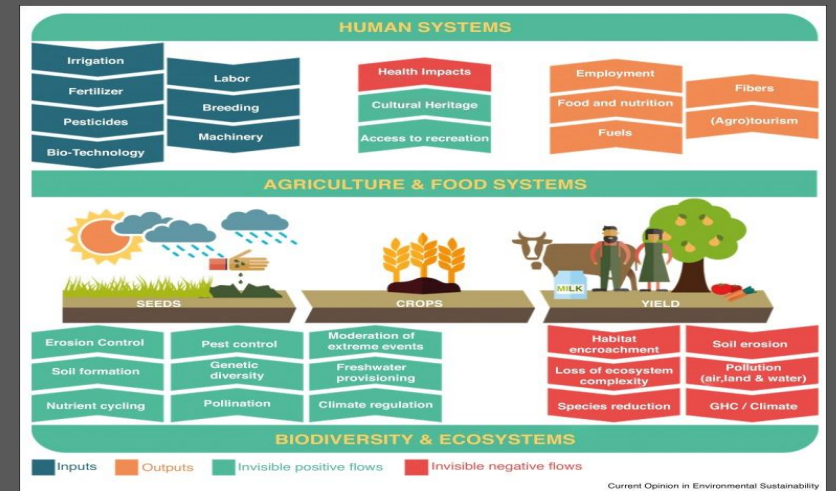 HUMAN SYSTEMS
Irrigation
Fertilizer
Pesticides
Bio-Technology
Labor
Breeding
Machinery
Health Impacts
Cultural Heritage
Access to recreation
Employment
Food and nutrition
Fuels
Fibers
(Agro)tourism
AGRICULTURE & FOOD SYSTEMS
MILK
SEEDS
CROPS
YIELD
Erosion Control
Soil formation
Nutrient cycling
Pest control
Genetic
diversity
Pollination
Moderation of
extreme events
Freshwater
provisioning
Climate regulation
Habitat
encroachment
Loss of ecosystem
complexity
Species reduction
Soil erosion
Pollution
(air,land & water)
GHC / Climate
BIODIVERSITY & ECOSYSTEMS
Inputs
Outputs
Invisible positive flows
Invisible negative flows
Current Opinion in Environmental Sustainability